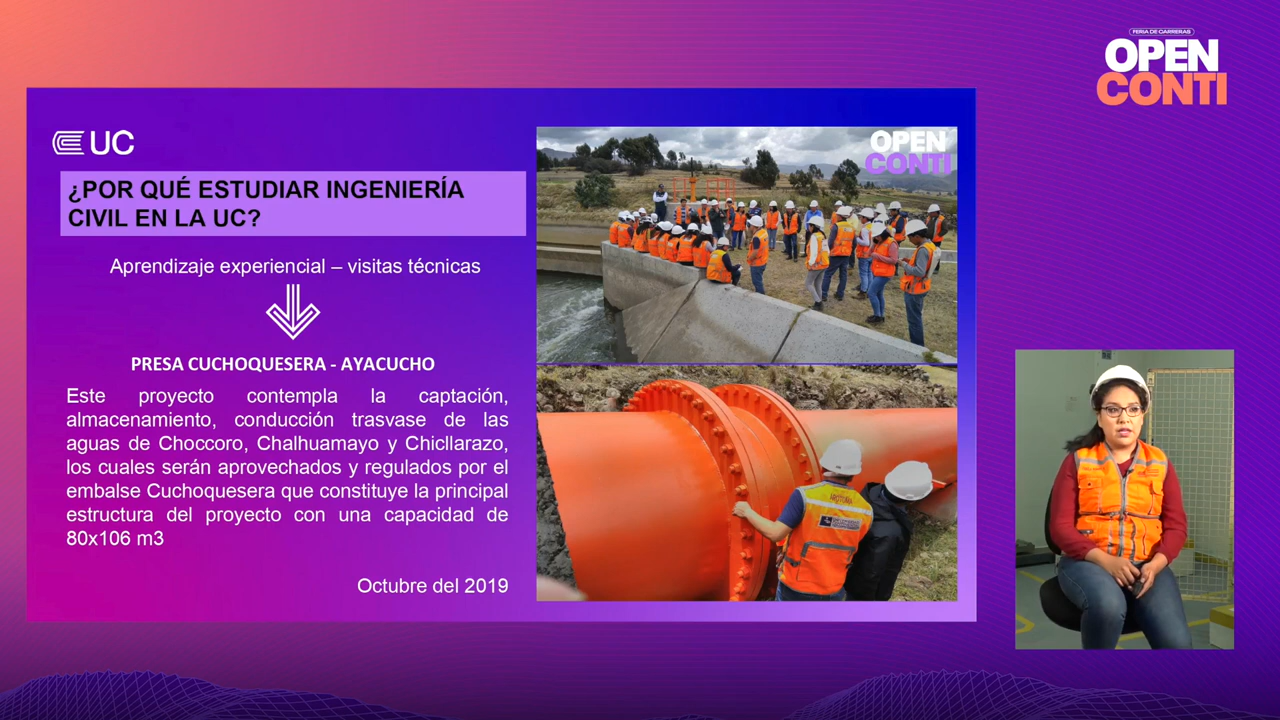 FERIA DE CARRERAS
OPEN
CONTI
UC
¿POR QUÉ ESTUDIAR INGENIERÍA
CIVIL EN LA UC?
Aprendizaje experiencial – visitas técnicas
PRESA CUCHOQUESERA - AYACUCHO
Este proyecto contempla la captación,
almacenamiento, conducción trasvase de las
aguas de Choccoro, Chalhuamayo y Chicllarazo,
los cuales serán aprovechados y regulados por el
embalse Cuchoquesera que constituye la principal
estructura del proyecto con una capacidad de
80x106 m3
Octubre del 2019
OPEN
CONTI